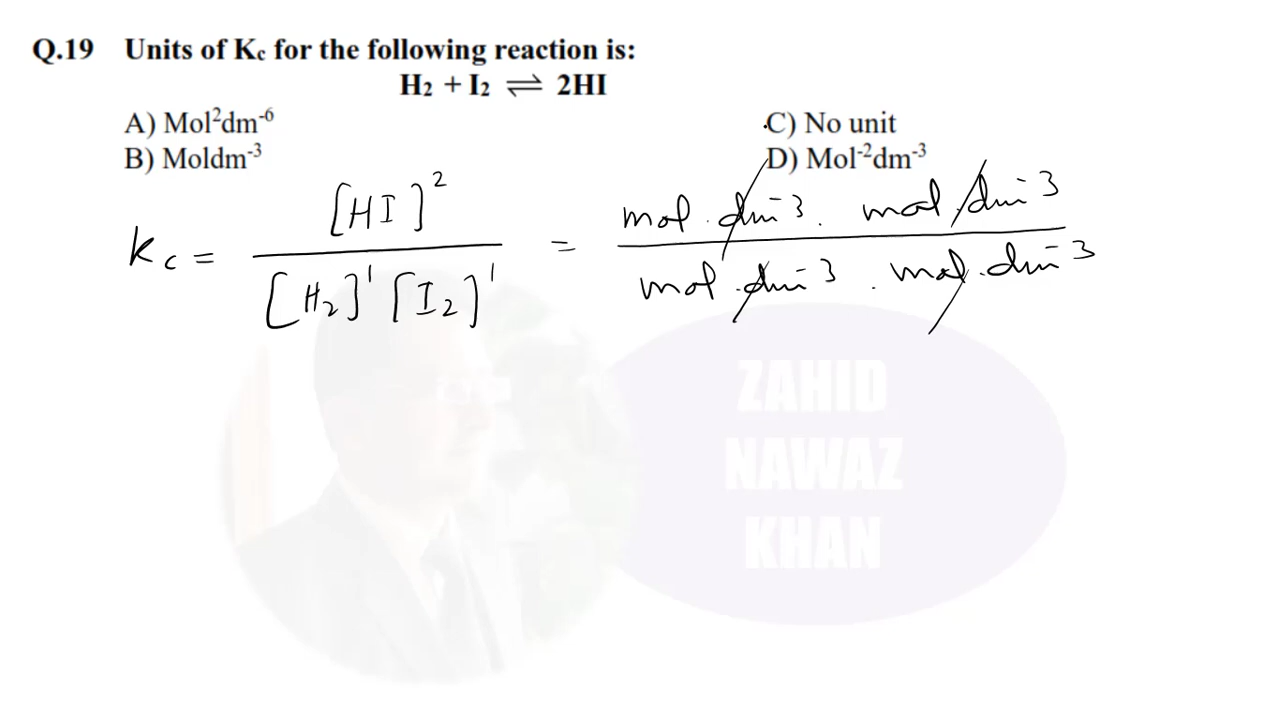 Q.19 Units of Kc for the following reaction is:
H2 + I2 ⇌ 2HI
A) Mol²dm⁻⁶
C) No unit
B) Moldm⁻³
D) Mol⁻²dm⁻³
Kc = [HI]² / [H2]¹ [I2]¹ = mol.dm⁻³ . mol.dm⁻³ / mol.dm⁻³ . mol.dm⁻³
ZAHID
NAWAZ
KHAN